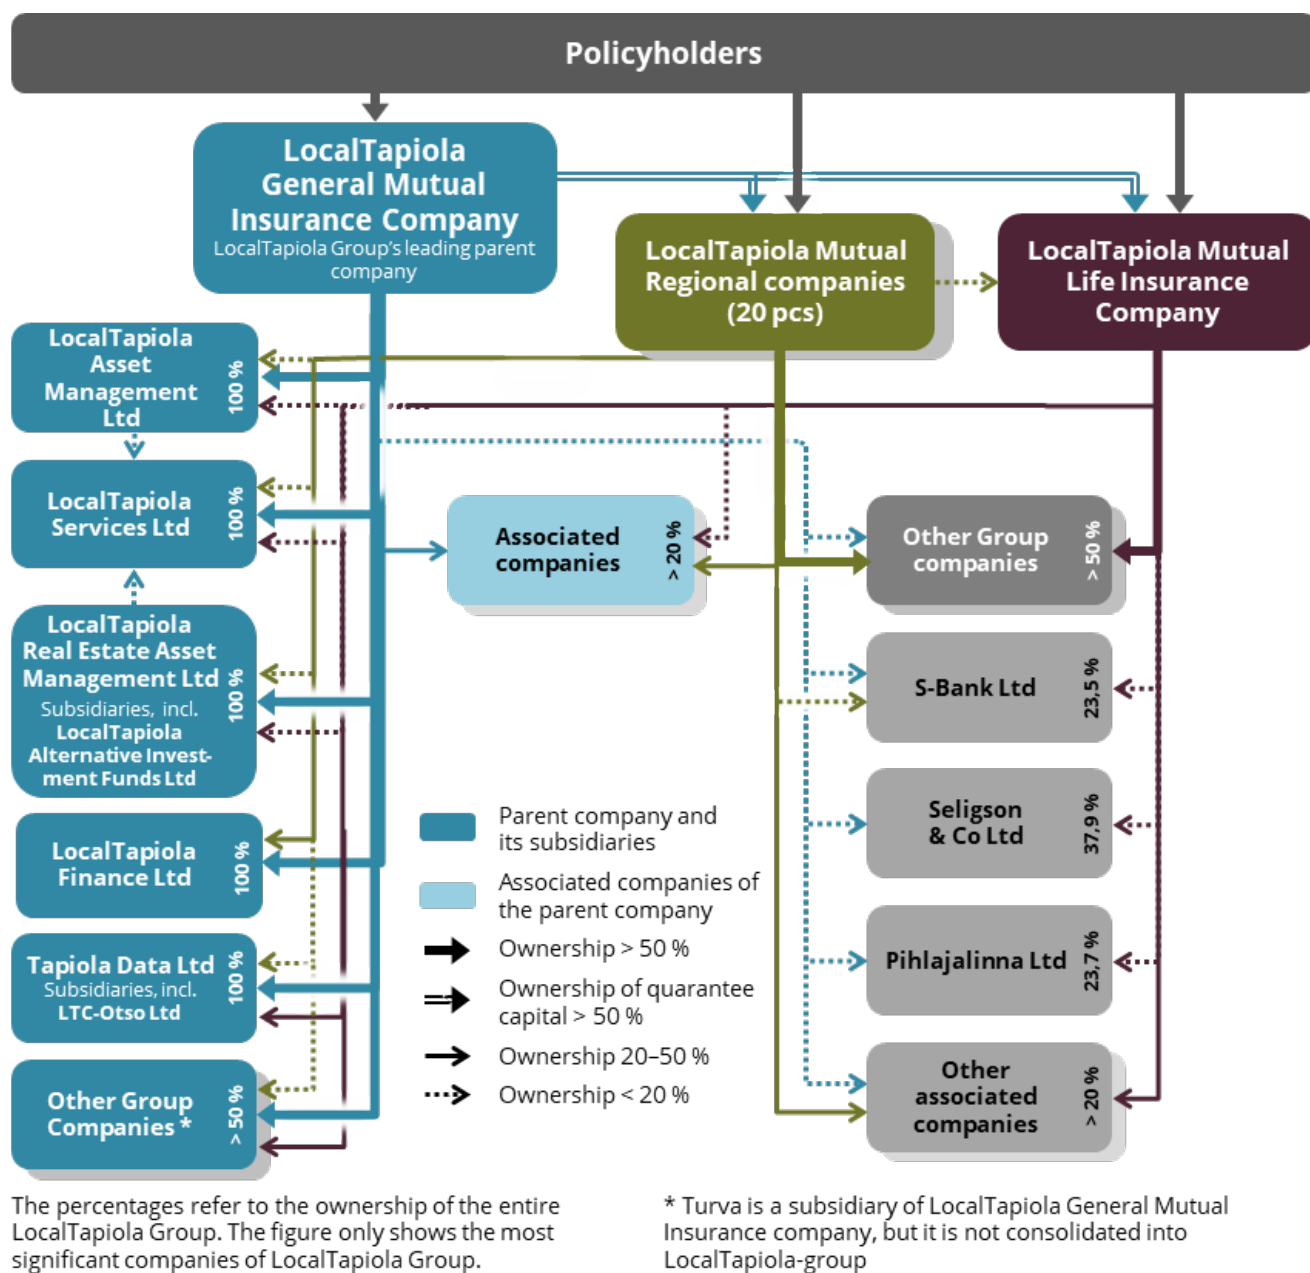 Policyholders
LocalTapiola
General Mutual
Insurance Company
LocalTapiola Group's leading parent
company
LocalTapiola Mutual
Regional companies
(20 pcs)
LocalTapiola Mutual
Life Insurance
Company
LocalTapiola
Asset
Management
Ltd
100 %
LocalTapiola
Services Ltd
100 %
LocalTapiola
Real Estate Asset
Management Ltd
Subsidiaries, incl.
LocalTapiola
Alternative Invest-
ment Funds Ltd
100 %
LocalTapiola
Finance Ltd
100 %
Tapiola Data Ltd
Subsidiaries, incl.
LTC-Otso Ltd
100 %
Other Group
Companies *
> 50 %
Associated
companies
> 20 %
Other Group
companies
> 50 %
S-Bank Ltd
23,5 %
Seligson
& Co Ltd
37,9 %
Pihlajalinna Ltd
23,7 %
Other
associated
companies
> 20 %
Parent company and
its subsidiaries
Associated companies of
the parent company
Ownership > 50 %
Ownership of quarantee
capital > 50 %
Ownership 20–50 %
Ownership < 20 %
The percentages refer to the ownership of the entire
LocalTapiola Group. The figure only shows the most
significant companies of LocalTapiola Group.
* Turva is a subsidiary of LocalTapiola General Mutual
Insurance company, but it is not consolidated into
LocalTapiola-group